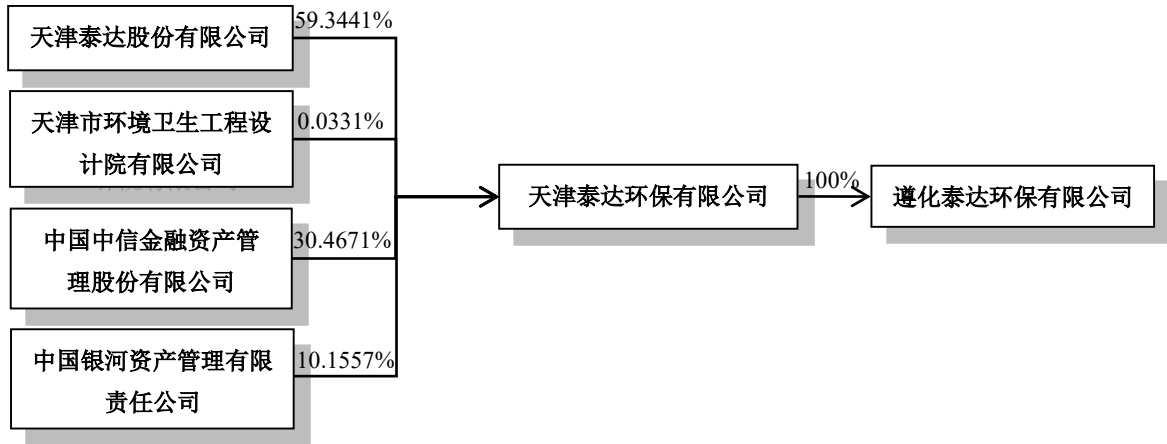 天津泰达股份有限公司
59.3441%
天津市环境卫生工程设
计院有限公司
0.0331%
中国中信金融资产管
理股份有限公司
30.4671%
中国银河资产管理有限
责任公司
10.1557%
天津泰达环保有限公司
100%
遵化泰达环保有限公司